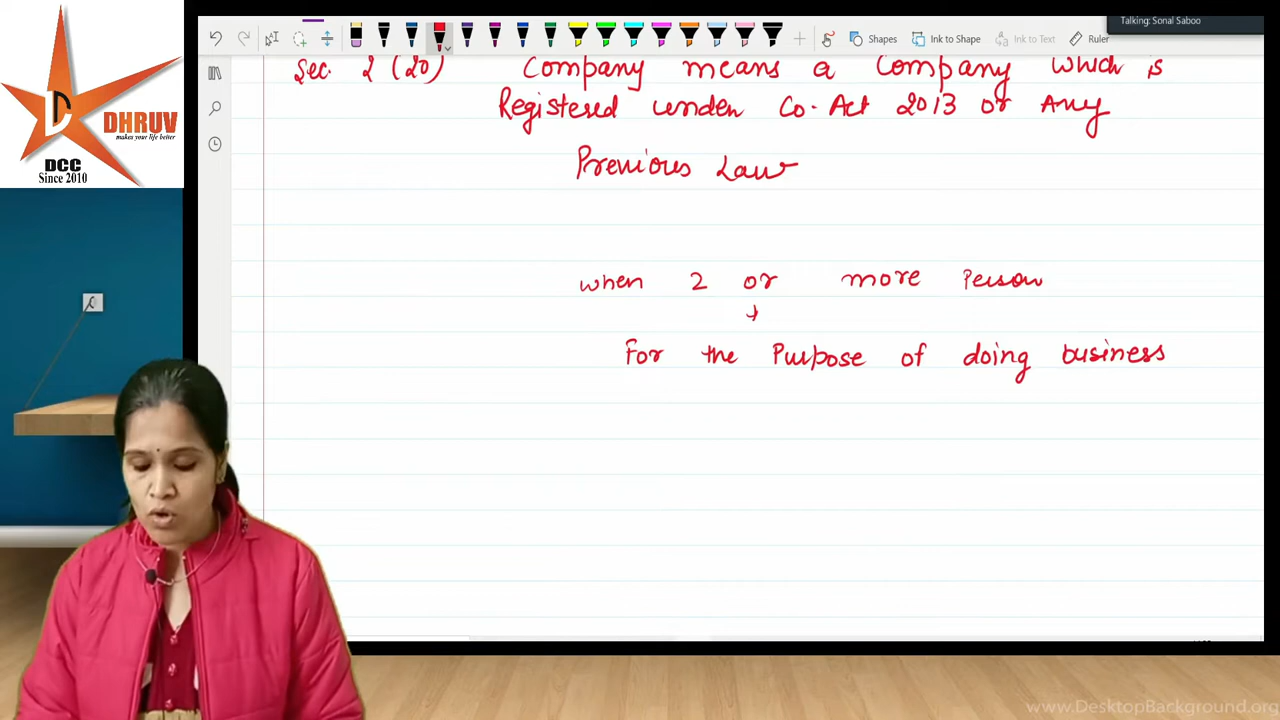 Talking: Sonal Saboo
Shapes
Ink to Shape
Ink to Text
Ruler
Sec. 2 (20) Company means a Company which is
Registered under Co. Act 2013 or Any
Previous Law
when 2 or more Person
+
For the Purpose of doing business
D
DHRUV
makes your life better
DCC
Since 2010
www.DesktopBackground.org